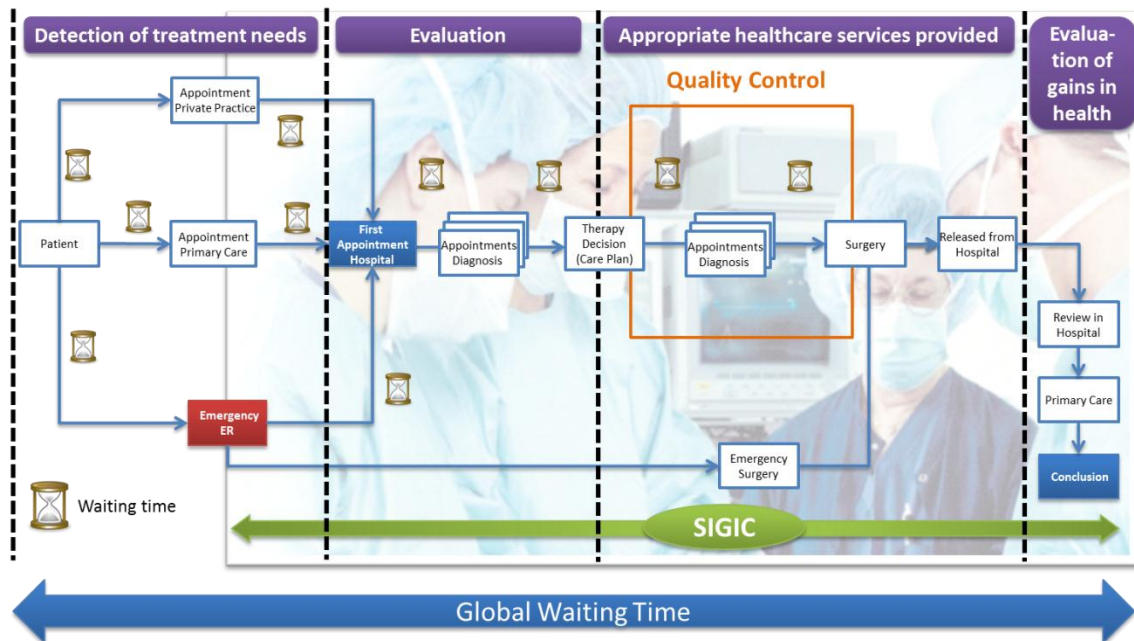 Detection of treatment needs
Evaluation
Appropriate healthcare services provided
Evalua-
tion of
gains in
health
Quality Control
Appointment
Private Practice
Patient
Appointment
Primary Care
First
Appointment
Hospital
Appointments
Diagnosis
Therapy
Decision
(Care Plan)
Appointments
Diagnosis
Surgery
Released from
Hospital
Review in
Hospital
Primary Care
Conclusion
Emergency
ER
Emergency
Surgery
Waiting time
SIGIC
Global Waiting Time